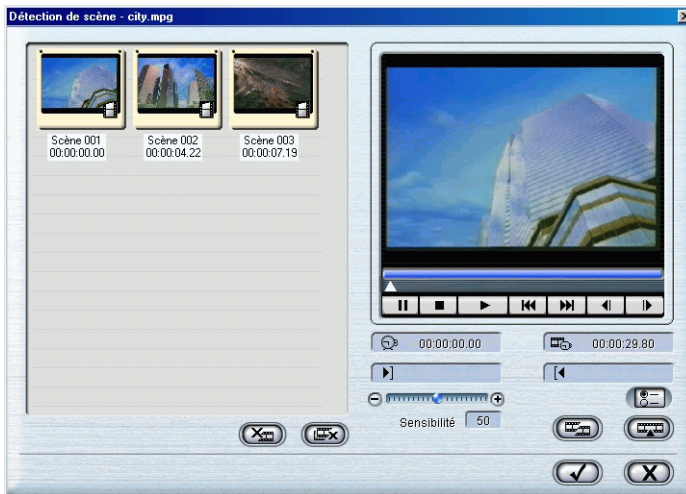 Détection de scène - city.mpg
Scène 001
00:00:00.00
Scène 002
00:00:04.22
Scène 003
00:00:07.19
00:00:00.00
00:00:29.80
Sensibilité 50